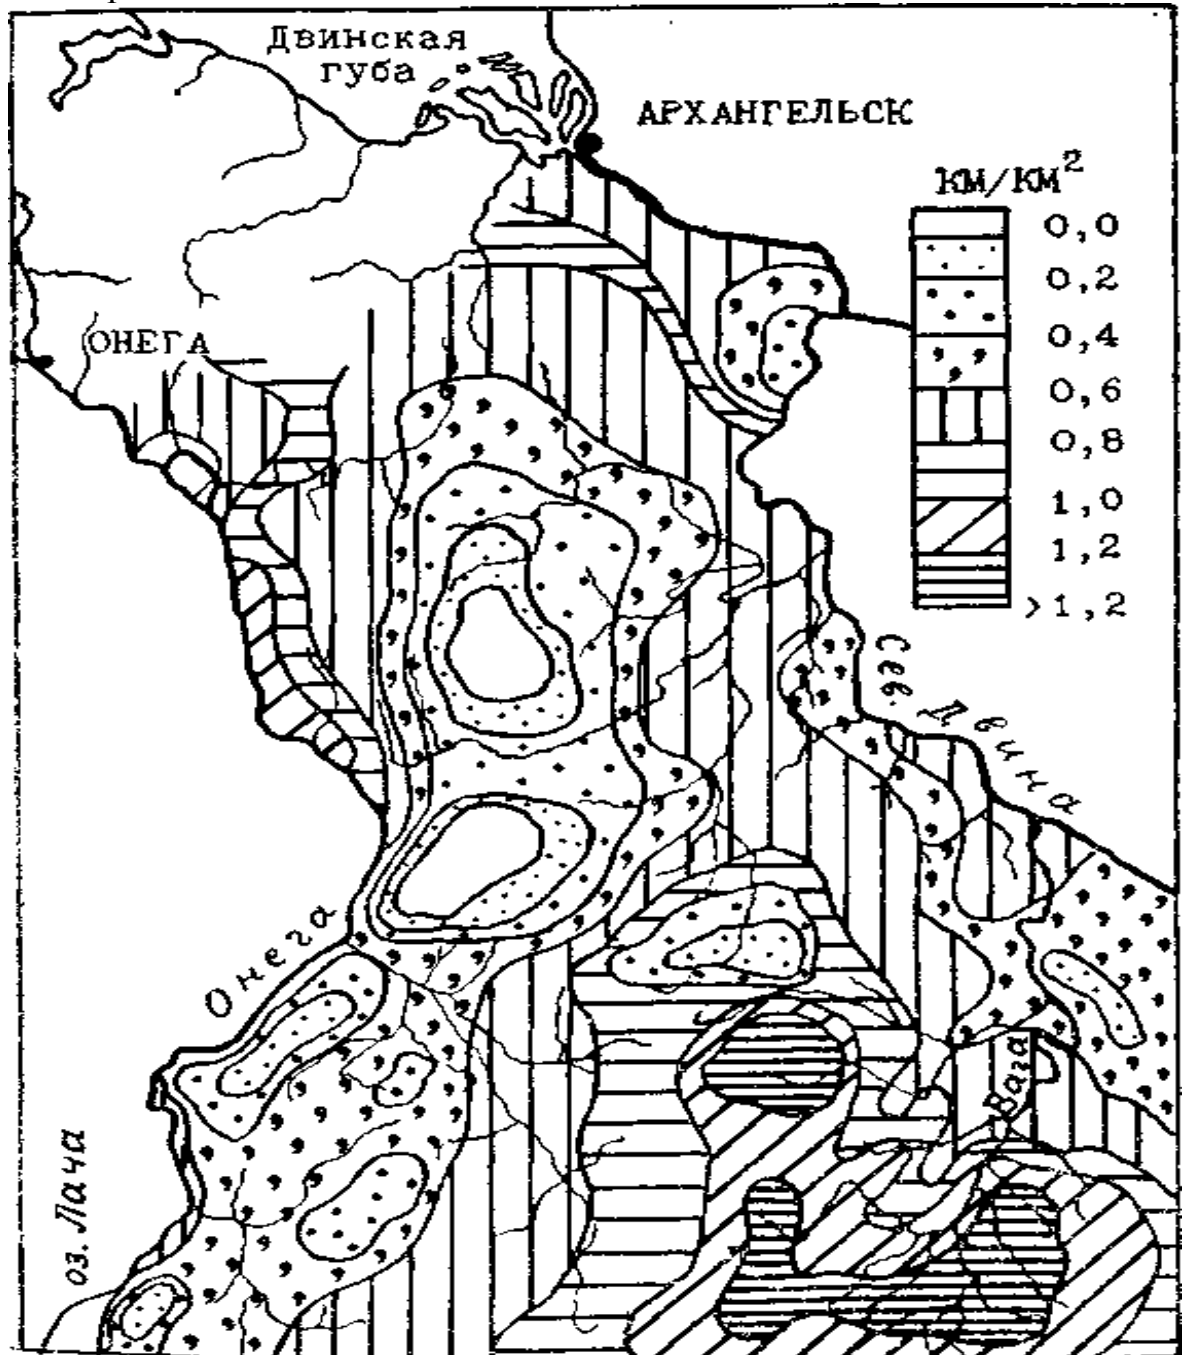 Двинская
губа
АРХАНГЕЛЬСК
КМ/КМ²
0,0
0,2
0,4
0,6
0,8
1,0
1,2
>1,2
ОНЕГА
Сев. Двина
Онега
Вага
оз. Лача